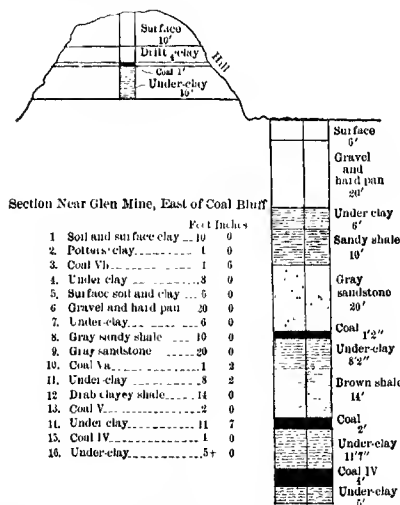 Surface
10'
Drift 4' clay
Coal 1'
Under-clay
Hill
Surface
6'
Gravel
and
hard pan
20'
Under clay
6'
Sandy shale
10'
Gray
sandstone
20'
Coal 1'2"
Under-clay
8'2"
Brown shale
14'
Coal
2'
Under-clay
11'7"
Coal IV
4'
Under-clay
5'
Section Near Glen Mine, East of Coal Bluff
Feet Inches
1 Soil and surface clay 10 0
2. Potters' clay 4 0
3. Coal Vb 1 6
4. Under clay 8 0
5. Surface soil and clay 6 0
6 Gravel and hard pan 20 0
7. Under-clay 6 0
8. Gray sandy shale 10 0
9. Gray sandstone 20 0
10. Coal Va 1 2
11. Under-clay 8 2
12 Drab clayey shale 14 0
13. Coal V 2 0
14. Under clay 11 7
15. Coal IV 4 0
16. Under-clay 5+ 0